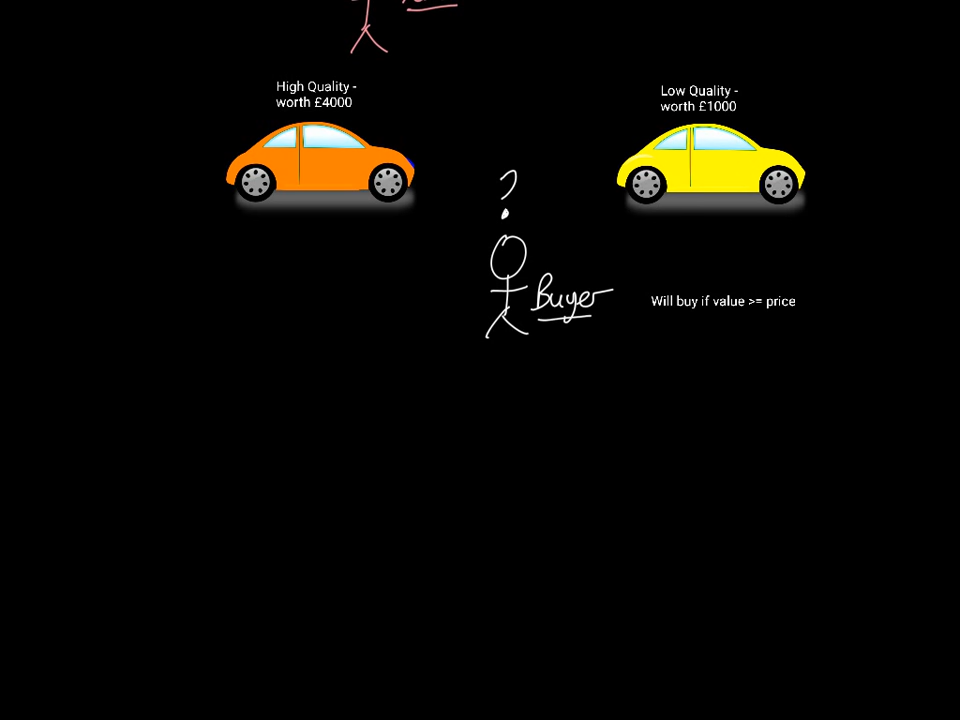 High Quality -
worth £4000
Low Quality -
worth £1000
?
Buyer
Will buy if value >= price